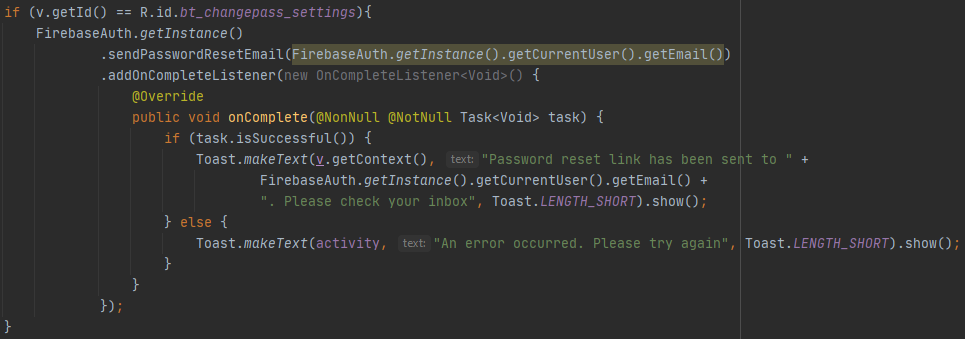 if (v.getId() == R.id.bt_changepass_settings){
    FirebaseAuth.getInstance()
            .sendPasswordResetEmail(FirebaseAuth.getInstance().getCurrentUser().getEmail())
            .addOnCompleteListener(new OnCompleteListener<Void>() {
                @Override
                public void onComplete(@NonNull @NotNull Task<Void> task) {
                    if (task.isSuccessful()) {
                        Toast.makeText(v.getContext(), text: "Password reset link has been sent to " +
                                FirebaseAuth.getInstance().getCurrentUser().getEmail() +
                                ". Please check your inbox", Toast.LENGTH_SHORT).show();
                    } else {
                        Toast.makeText(activity, text: "An error occurred. Please try again", Toast.LENGTH_SHORT).show();
                    }
                }
            });
}